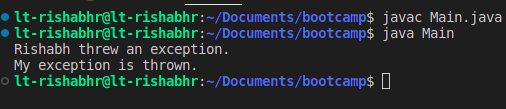 lt-rishabhr@lt-rishabhr:~/Documents/bootcamp$ javac Main.java
lt-rishabhr@lt-rishabhr:~/Documents/bootcamp$ java Main
Rishabh threw an exception.
My exception is thrown.
lt-rishabhr@lt-rishabhr:~/Documents/bootcamp$